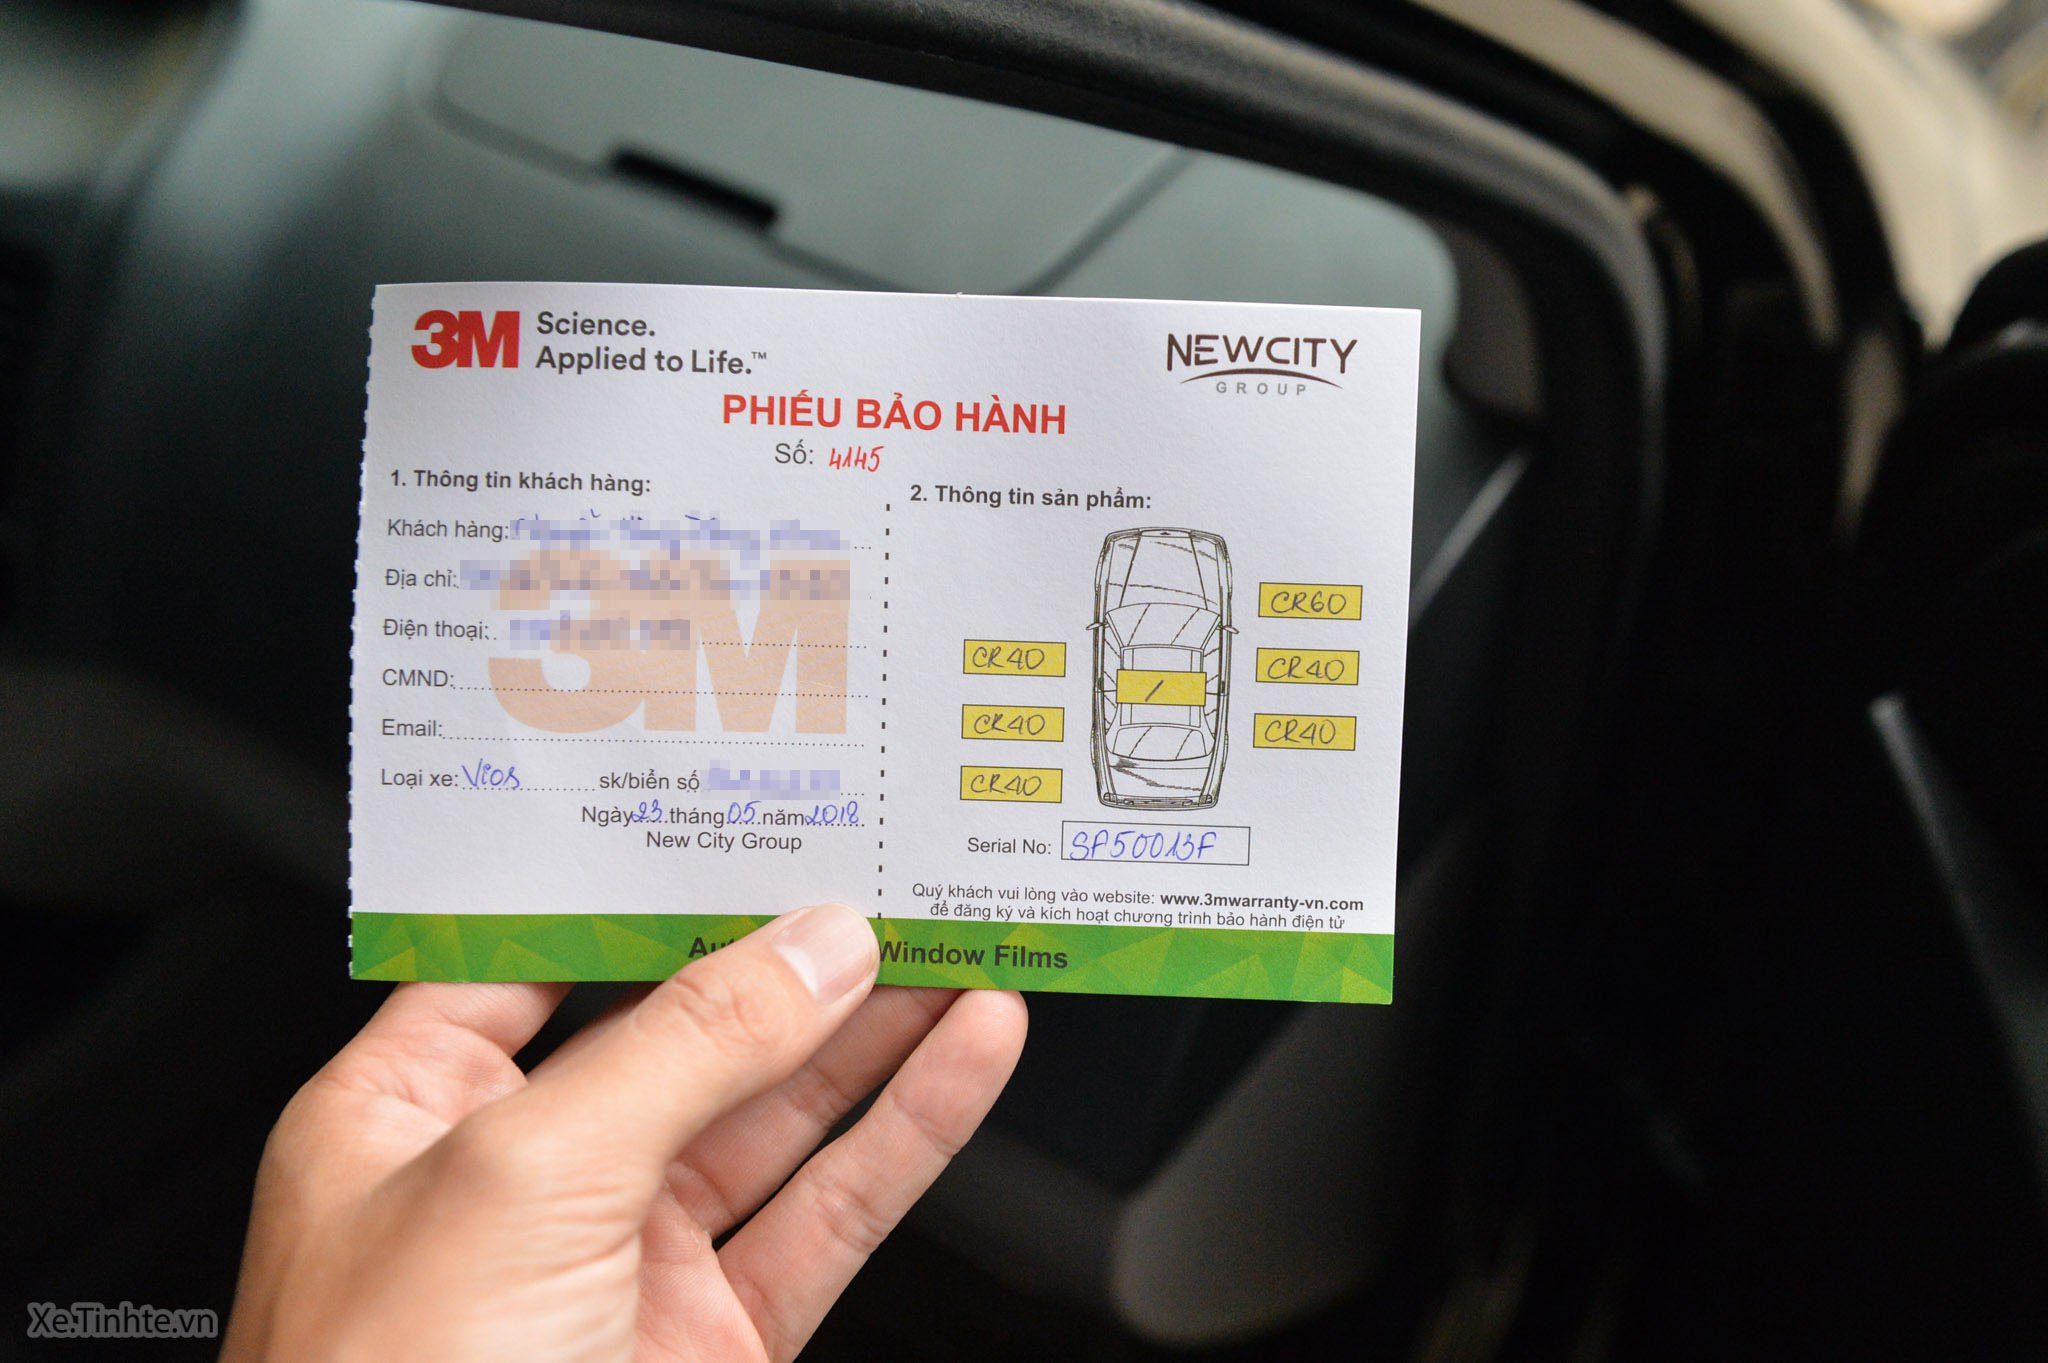 3M Science.
Applied to Life.™
NEWCITY
GROUP
PHIẾU BẢO HÀNH
Số: 4145
1. Thông tin khách hàng:
Khách hàng:
Địa chỉ:
Điện thoại:
CMND:
Email:
Loại xe: Vios sk/biển số
Ngày 23 tháng 05 năm 2018
New City Group
2. Thông tin sản phẩm:
CR60
CR40 CR40
/
CR40 CR40
CR40
Serial No: SF50013F
Quý khách vui lòng vào website: www.3mwarranty-vn.com
để đăng ký và kích hoạt chương trình bảo hành điện tử
Window Films
3M
Xe.Tinhte.vn